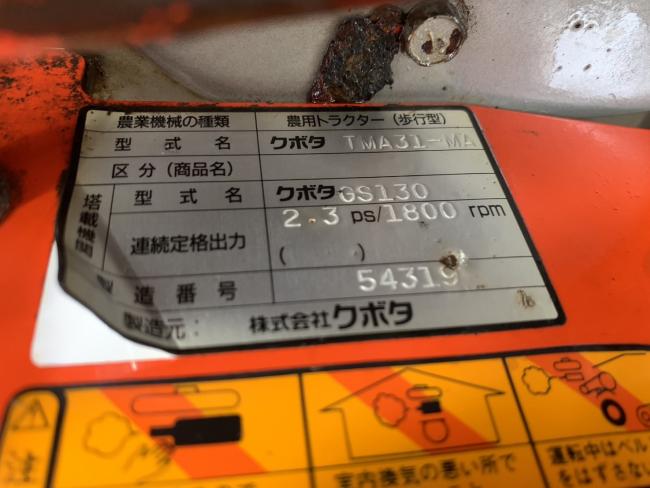 農業機械の種類 農用トラクター（歩行型）
型式名 クボタ TMA31-MA
区分（商品名）
搭載機関 型式名 クボタ GS130
連続定格出力 2.3 ps/1800 rpm
( )
製造番号 54319
製造元： 株式会社クボタ
室内換気の悪い所で
運転中はベル
をはずさない